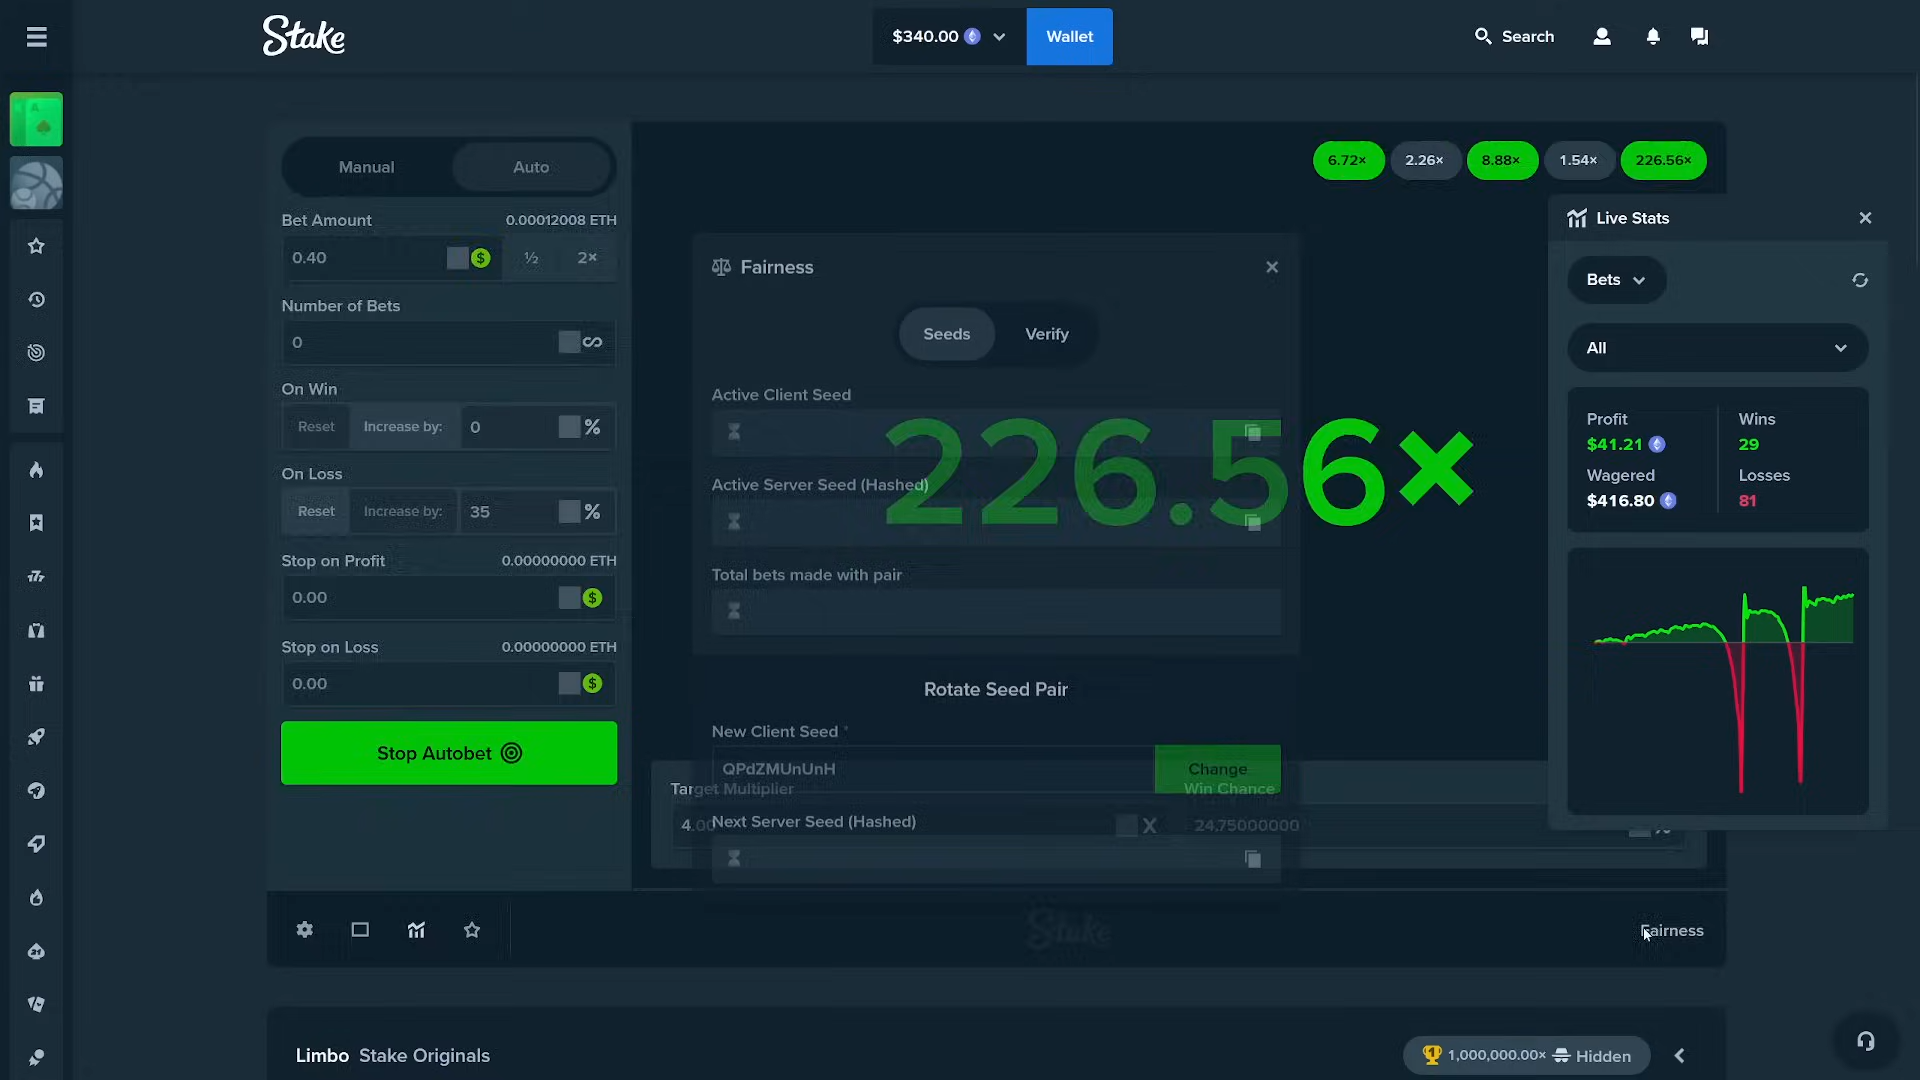 Stake
$340.00
Wallet
Search
Manual
Auto
6.72×
2.26×
8.88×
1.54×
226.56×
Bet Amount
0.00012008 ETH
0.40
½
2×
Number of Bets
0
∞
On Win
Reset
Increase by:
0
%
On Loss
Reset
Increase by:
35
%
Stop on Profit
0.00000000 ETH
0.00
Stop on Loss
0.00000000 ETH
0.00
Stop Autobet
Fairness
Seeds
Verify
Active Client Seed
226.56×
Active Server Seed (Hashed)
Total bets made with pair
Rotate Seed Pair
New Client Seed *
QPdZMUnUnH
Change
Target Multiplier
Win Chance
4.00
Next Server Seed (Hashed)
24.75000000
Live Stats
Bets
All
Profit
Wins
$41.21
29
Wagered
Losses
$416.80
81
Stake
Fairness
Limbo Stake Originals
1,000,000.00× Hidden